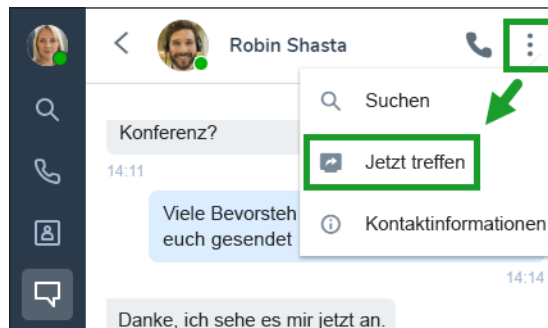 Robin Shasta
Suchen
Konferenz?
14:11
Jetzt treffen
Viele Bevorsteh
euch gesendet
Kontaktinformationen
14:14
Danke, ich sehe es mir jetzt an.